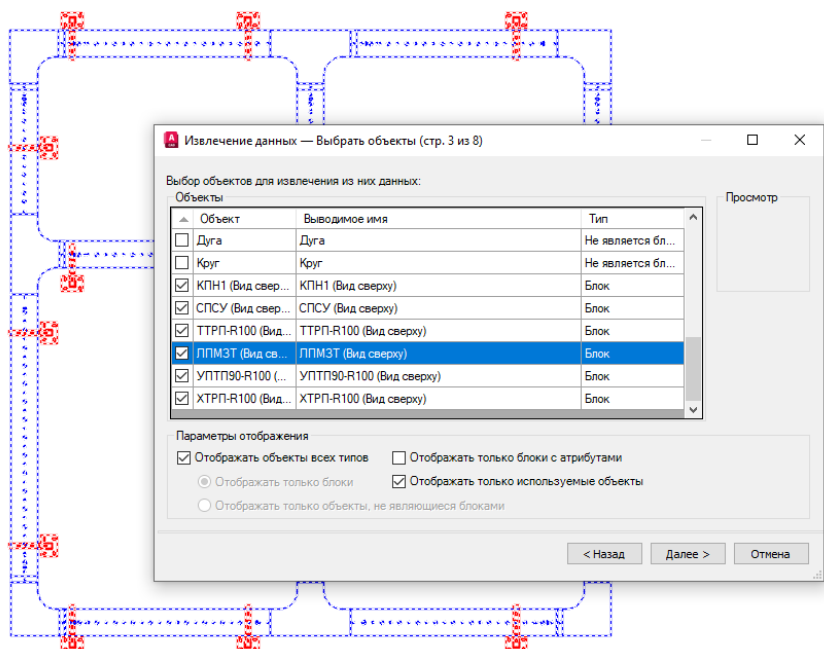 Извлечение данных — Выбрать объекты (стр. 3 из 8)
Выбор объектов для извлечения из них данных:
Объекты
Просмотр
Объект Выводимое имя Тип
Дуга Дуга Не является бл...
Круг Круг Не является бл...
КПН1 (Вид свер... КПН1 (Вид сверху) Блок
СПСУ (Вид свер... СПСУ (Вид сверху) Блок
ТТРП-R100 (Вид... ТТРП-R100 (Вид сверху) Блок
ЛПМЗТ (Вид св... ЛПМЗТ (Вид сверху) Блок
УПТП90-R100 (... УПТП90-R100 (Вид сверху) Блок
ХТРП-R100 (Вид... ХТРП-R100 (Вид сверху) Блок
Параметры отображения
Отображать объекты всех типов Отображать только блоки с атрибутами
Отображать только блоки Отображать только используемые объекты
Отображать только объекты, не являющиеся блоками
< Назад Далее > Отмена